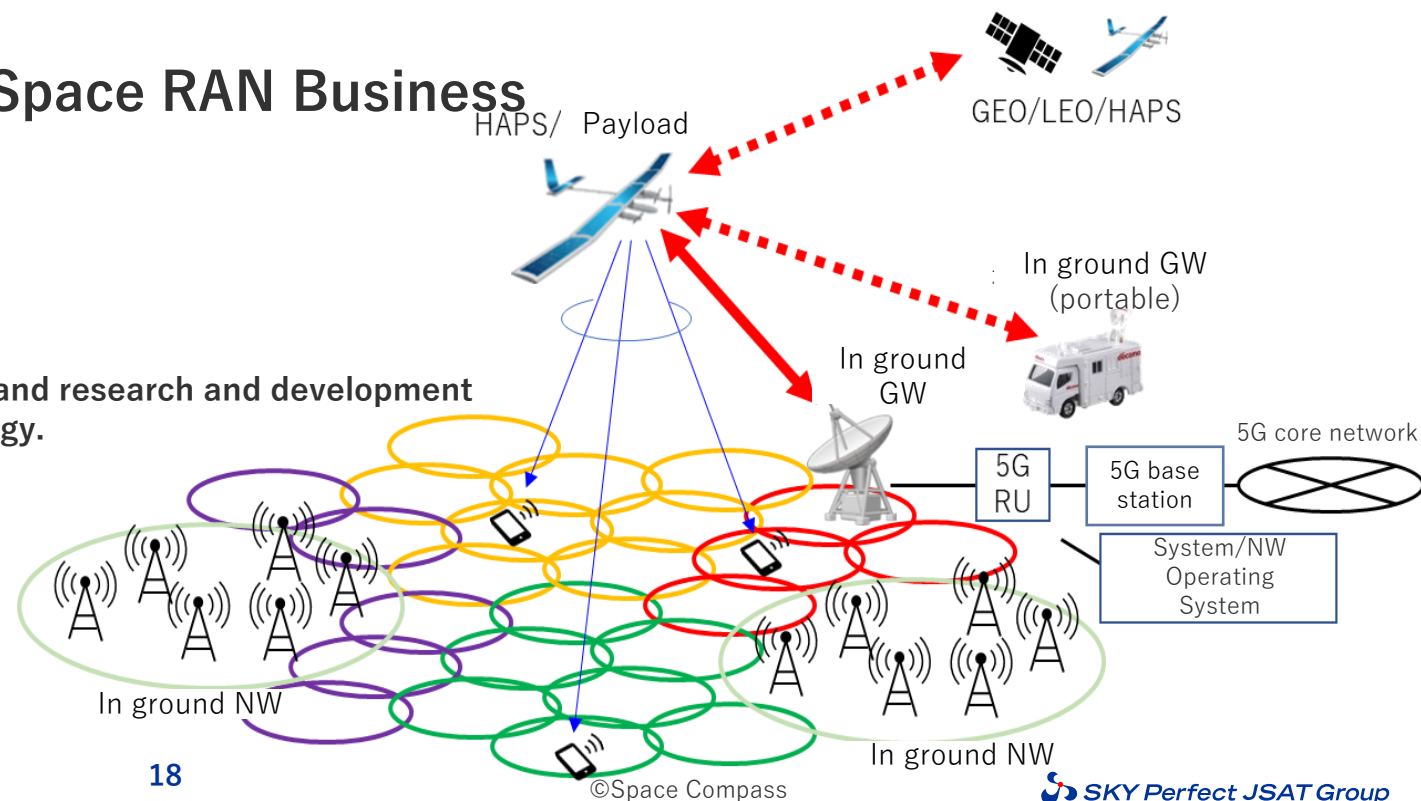 Space RAN Business
HAPS/ Payload
GEO/LEO/HAPS
In ground GW
(portable)
In ground
GW
and research and development
gy.
5G core network
5G
RU
5G base
station
System/NW
Operating
System
In ground NW
In ground NW
18
©Space Compass
SKY Perfect JSAT Group